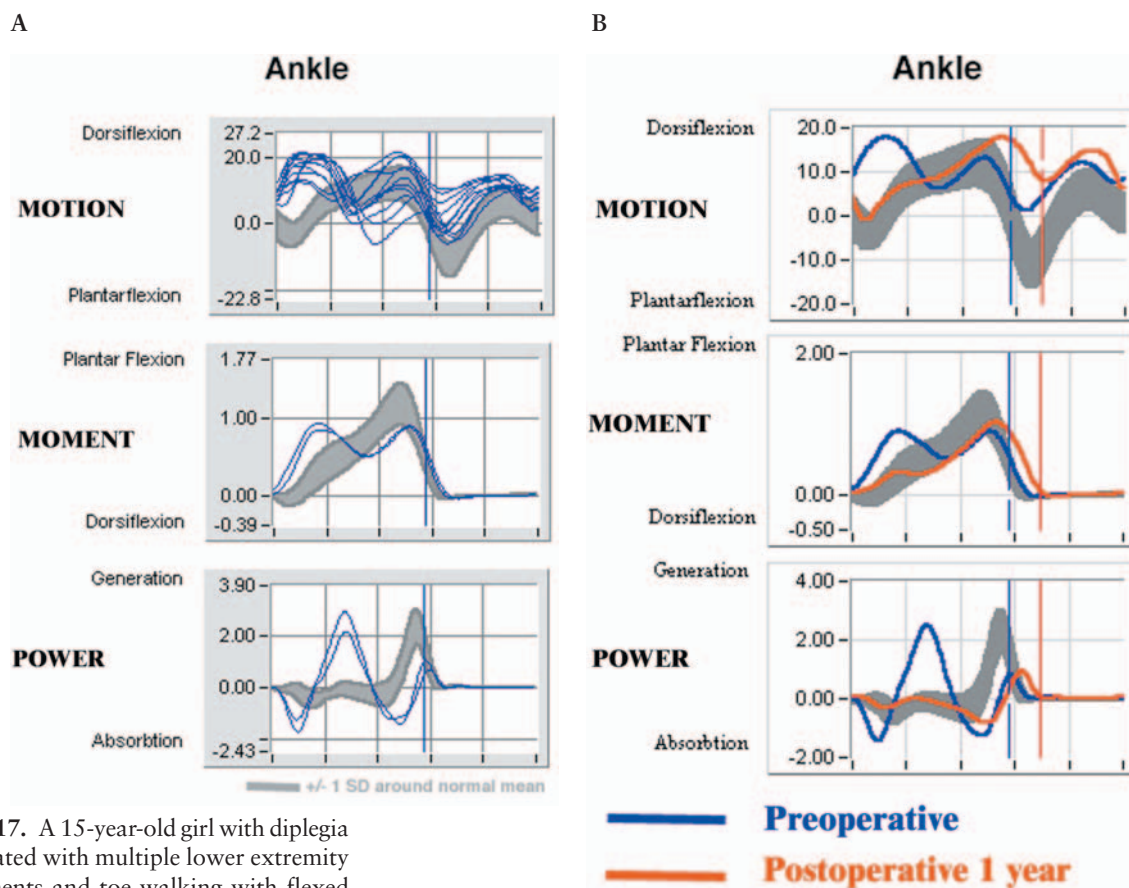 A
Ankle
Dorsiflexion
27.2
20.0
MOTION
0.0
Plantarflexion
-22.8
Plantar Flexion
1.77
1.00
MOMENT
0.00
Dorsiflexion
-0.39
Generation
3.90
2.00
POWER
0.00
Absorbtion
-2.43
+/- 1 SD around normal mean
17. A 15-year-old girl with diplegia
ated with multiple lower extremity
ents and toe walking with flexed
B
Ankle
Dorsiflexion
20.0
10.0
MOTION
0.0
-10.0
Plantarflexion
-20.0
Plantar Flexion
2.00
MOMENT
0.00
Dorsiflexion
-0.50
Generation
4.00
2.00
POWER
0.00
Absorbtion
-2.00
Preoperative
Postoperative 1 year